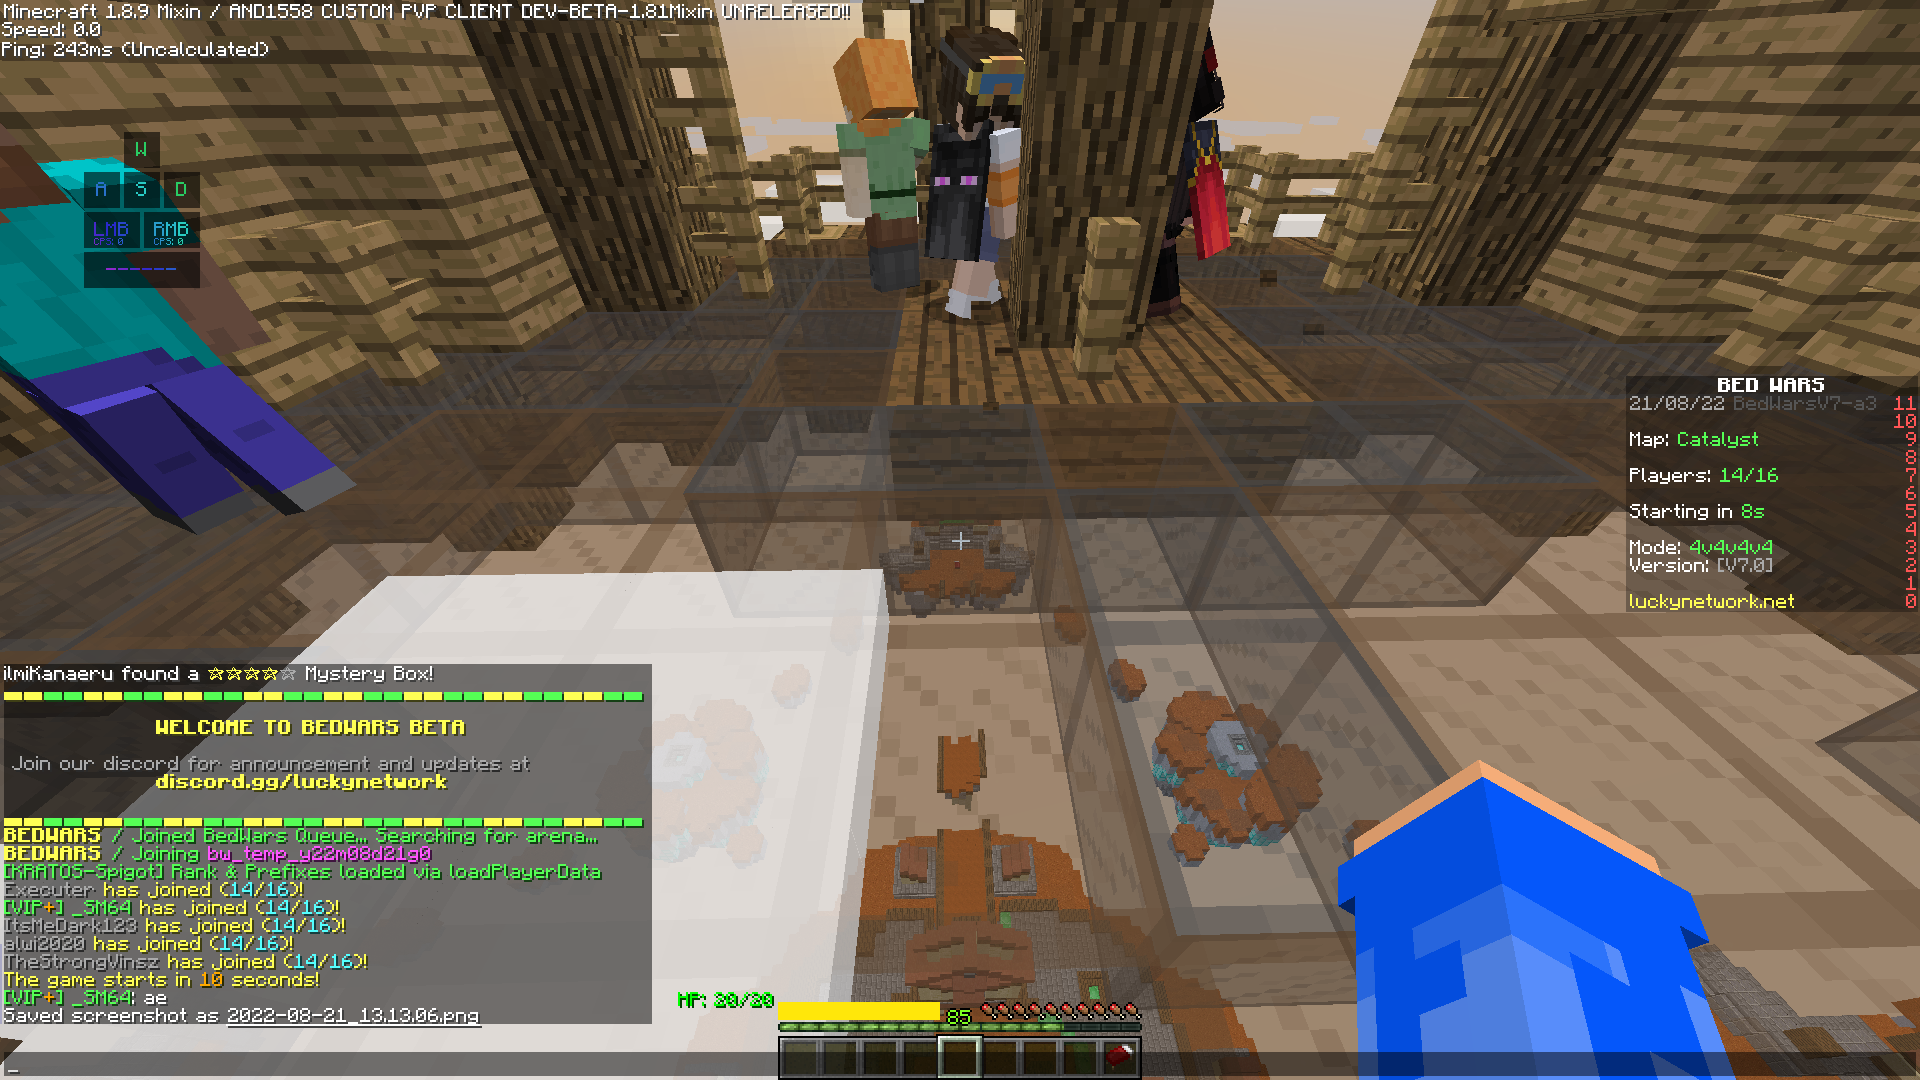 Minecraft 1.8.9 Mixin / AND1558 CUSTOM PVP CLIENT DEV-BETA-1.81Mixin UNRELEASED!!
Speed: 0.0
Ping: 243ms (Uncalculated)
W
A S D
LMB RMB
CPS: 0 CPS: 0
BED WARS
21/08/22 BedWarsV7-a3 11
10
Map: Catalyst 9
8
Players: 14/16 7
6
Starting in 8s 5
4
Mode: 4v4v4v4 3
Version: [V7.0] 2
1
luckynetwork.net 0
ilmiKanaeru found a ☆☆☆☆☆ Mystery Box!
WELCOME TO BEDWARS BETA
Join our discord for announcement and updates at
discord.gg/luckynetwork
BEDWARS / Joined BedWars Queue... Searching for arena...
BEDWARS / Joining bw_temp_y22m08d21g0
[KRATOS-Spigot] Rank & Prefixes loaded via loadPlayerData
Executer has joined (14/16)!
[VIP+] _SM64 has joined (14/16)!
ItsMeDark123 has joined (14/16)!
alwi2020 has joined (14/16)!
TheStrongVinsz has joined (14/16)!
The game starts in 10 seconds!
[VIP+] _SM64: ae
Saved screenshot as 2022-08-21_13.13.06.png
HP: 20/20
85
_